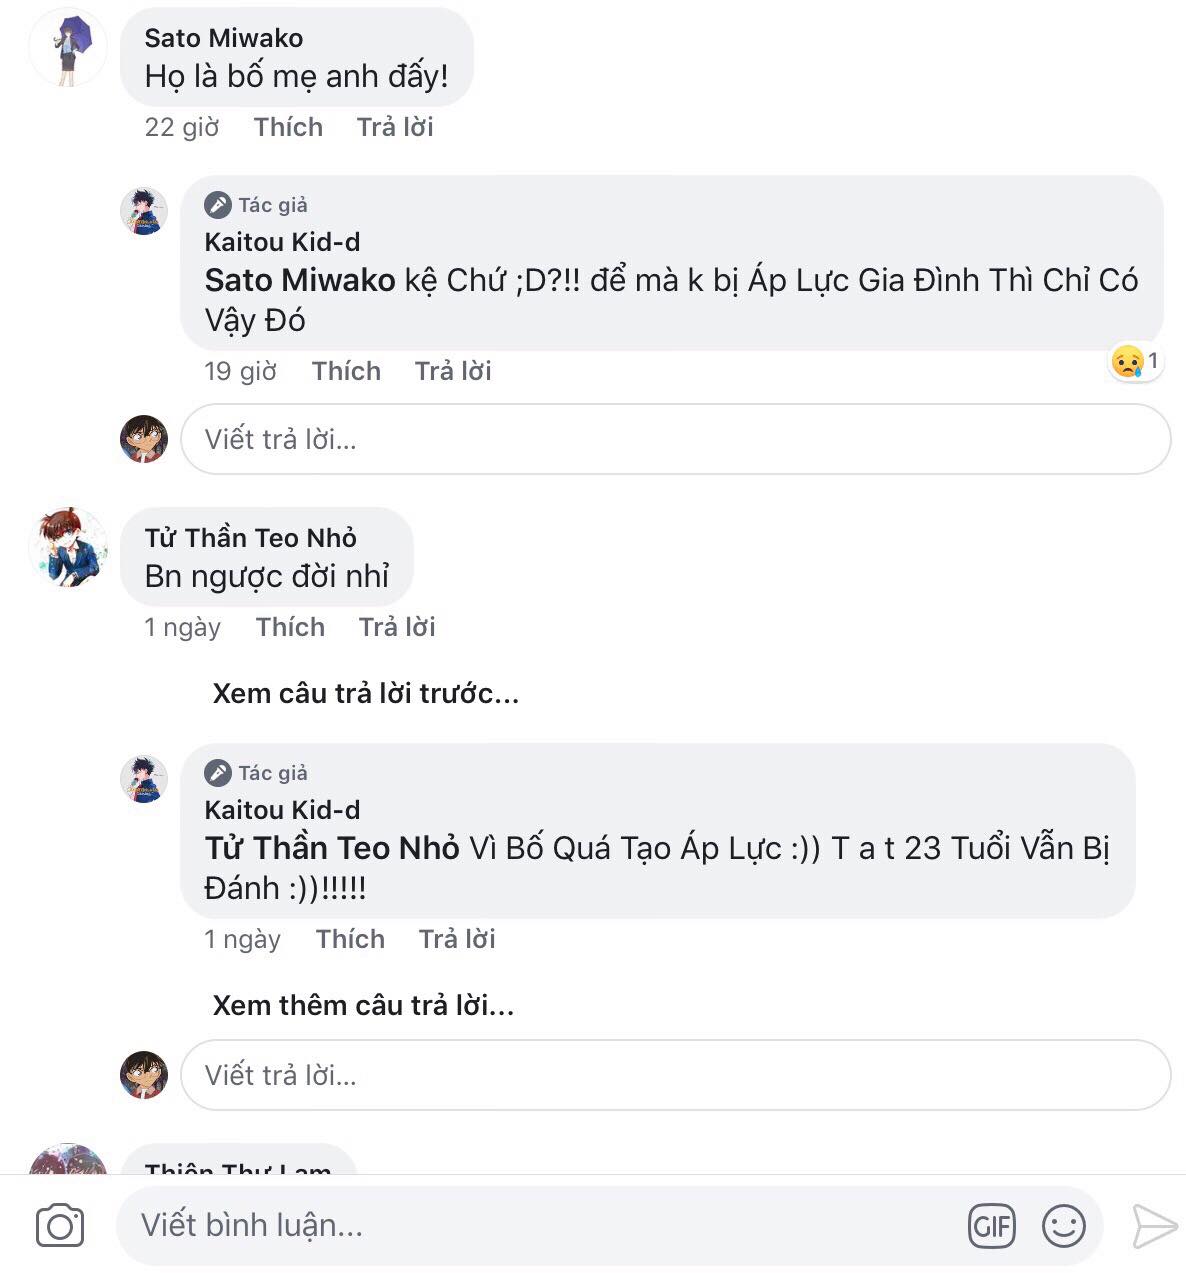 Sato Miwako
Họ là bố mẹ anh đấy!
22 giờ Thích Trả lời
Tác giả
Kaitou Kid-d
Sato Miwako kệ Chứ ;D?!! để mà k bị Áp Lực Gia Đình Thì Chỉ Có
Vậy Đó
19 giờ Thích Trả lời
1
Viết trả lời...
Tử Thần Teo Nhỏ
Bn ngược đời nhỉ
1 ngày Thích Trả lời
Xem câu trả lời trước...
Tác giả
Kaitou Kid-d
Tử Thần Teo Nhỏ Vì Bố Quá Tạo Áp Lực :)) T a t 23 Tuổi Vẫn Bị
Đánh :))!!!!!
1 ngày Thích Trả lời
Xem thêm câu trả lời...
Viết trả lời...
Thiên Thư Lam
Viết bình luận...
GIF